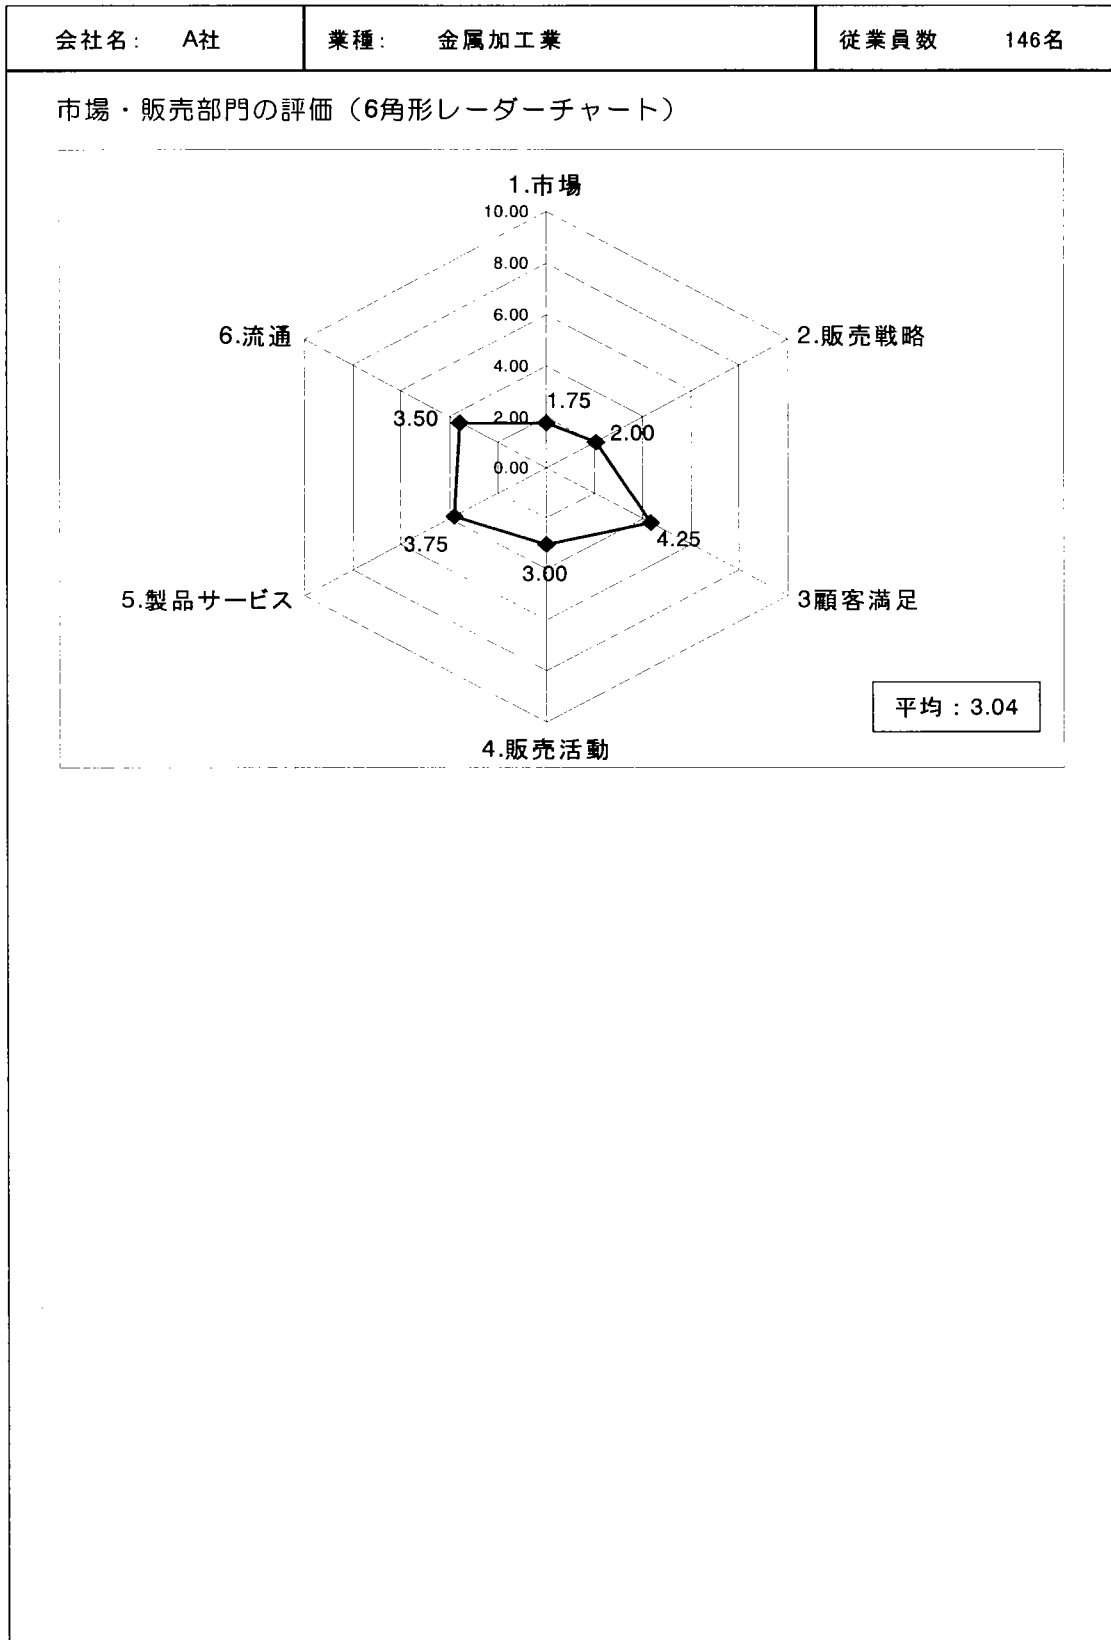 会社名: A社 業種: 金属加工業 従業員数 146名
市場・販売部門の評価（6角形レーダーチャート）
1.市場
10.00
8.00
6.00
4.00
2.00
0.00
2.販売戦略
6.流通
1.75
3.50
2.00
3.75
4.25
3.00
5.製品サービス
3顧客満足
平均：3.04
4.販売活動